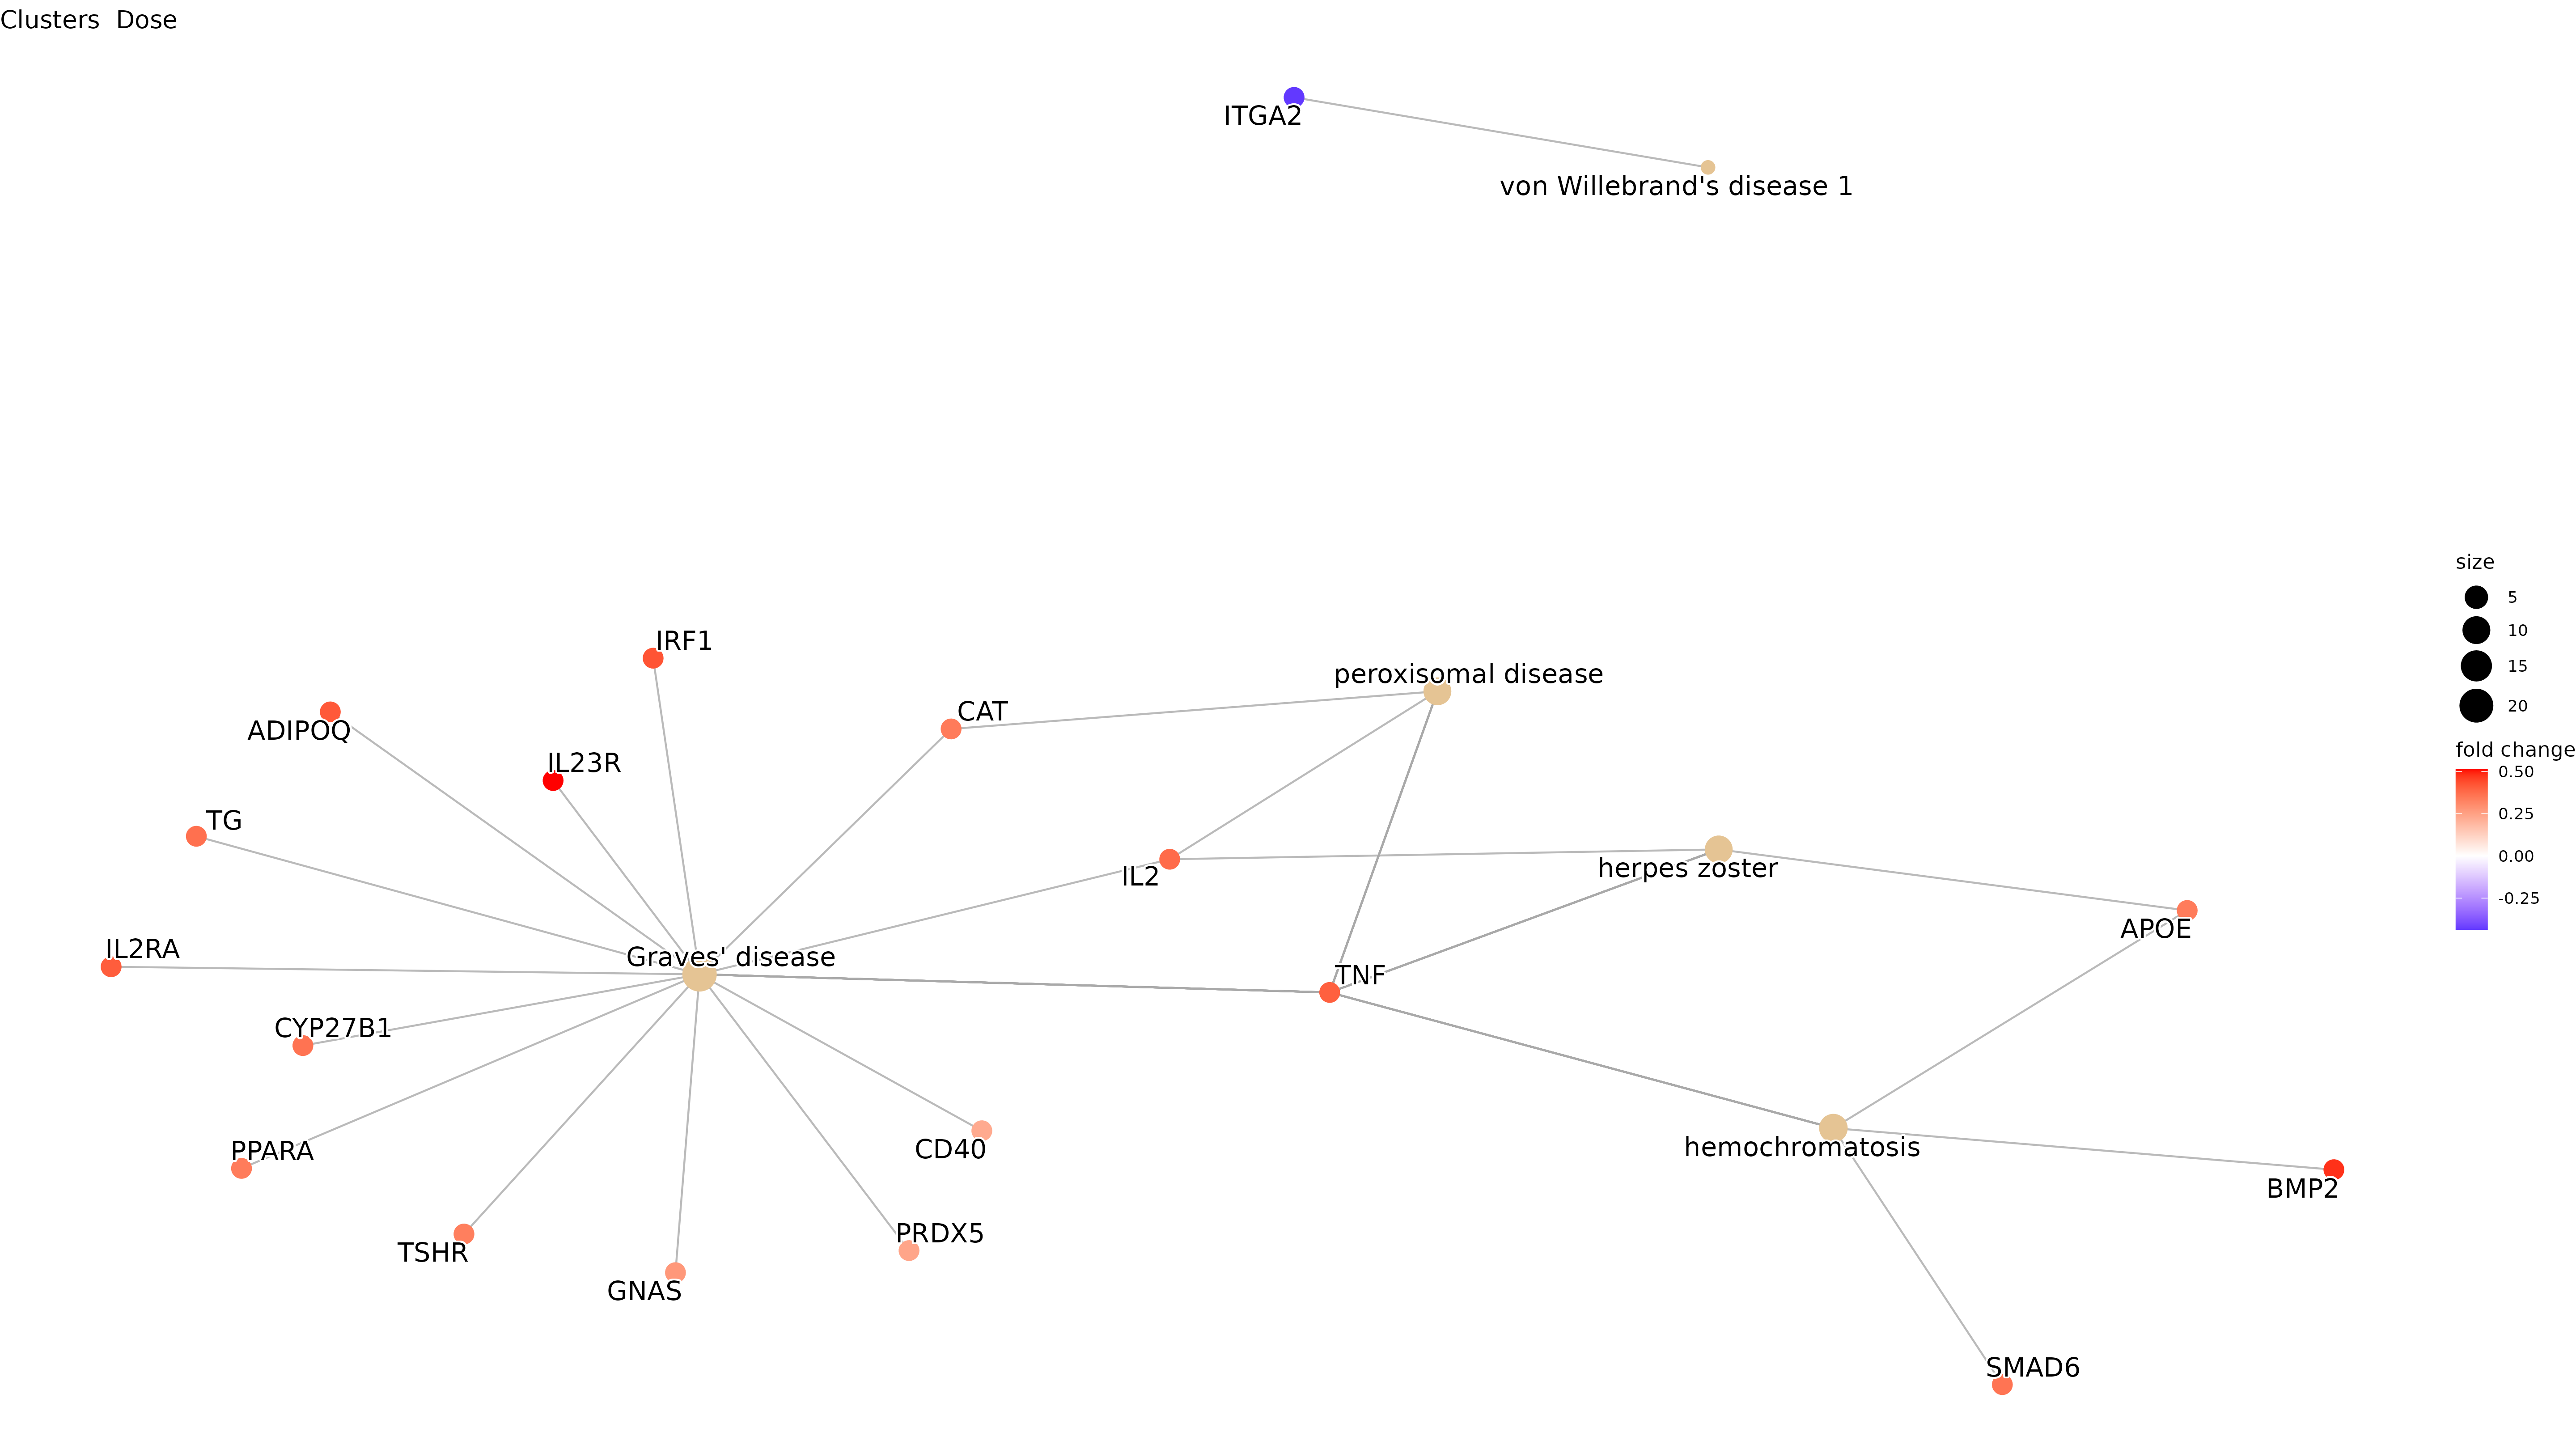 Clusters  Dose
ITGA2
von Willebrand's disease 1
size
5
10
15
20
fold change
0.50
0.25
0.00
-0.25
IRF1
peroxisomal disease
CAT
ADIPOQ
IL23R
TG
herpes zoster
IL2
APOE
IL2RA
Graves' disease
TNF
CYP27B1
PPARA
CD40
hemochromatosis
BMP2
PRDX5
TSHR
GNAS
SMAD6